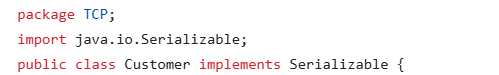 package TCP;
import java.io.Serializable;
public class Customer implements Serializable {